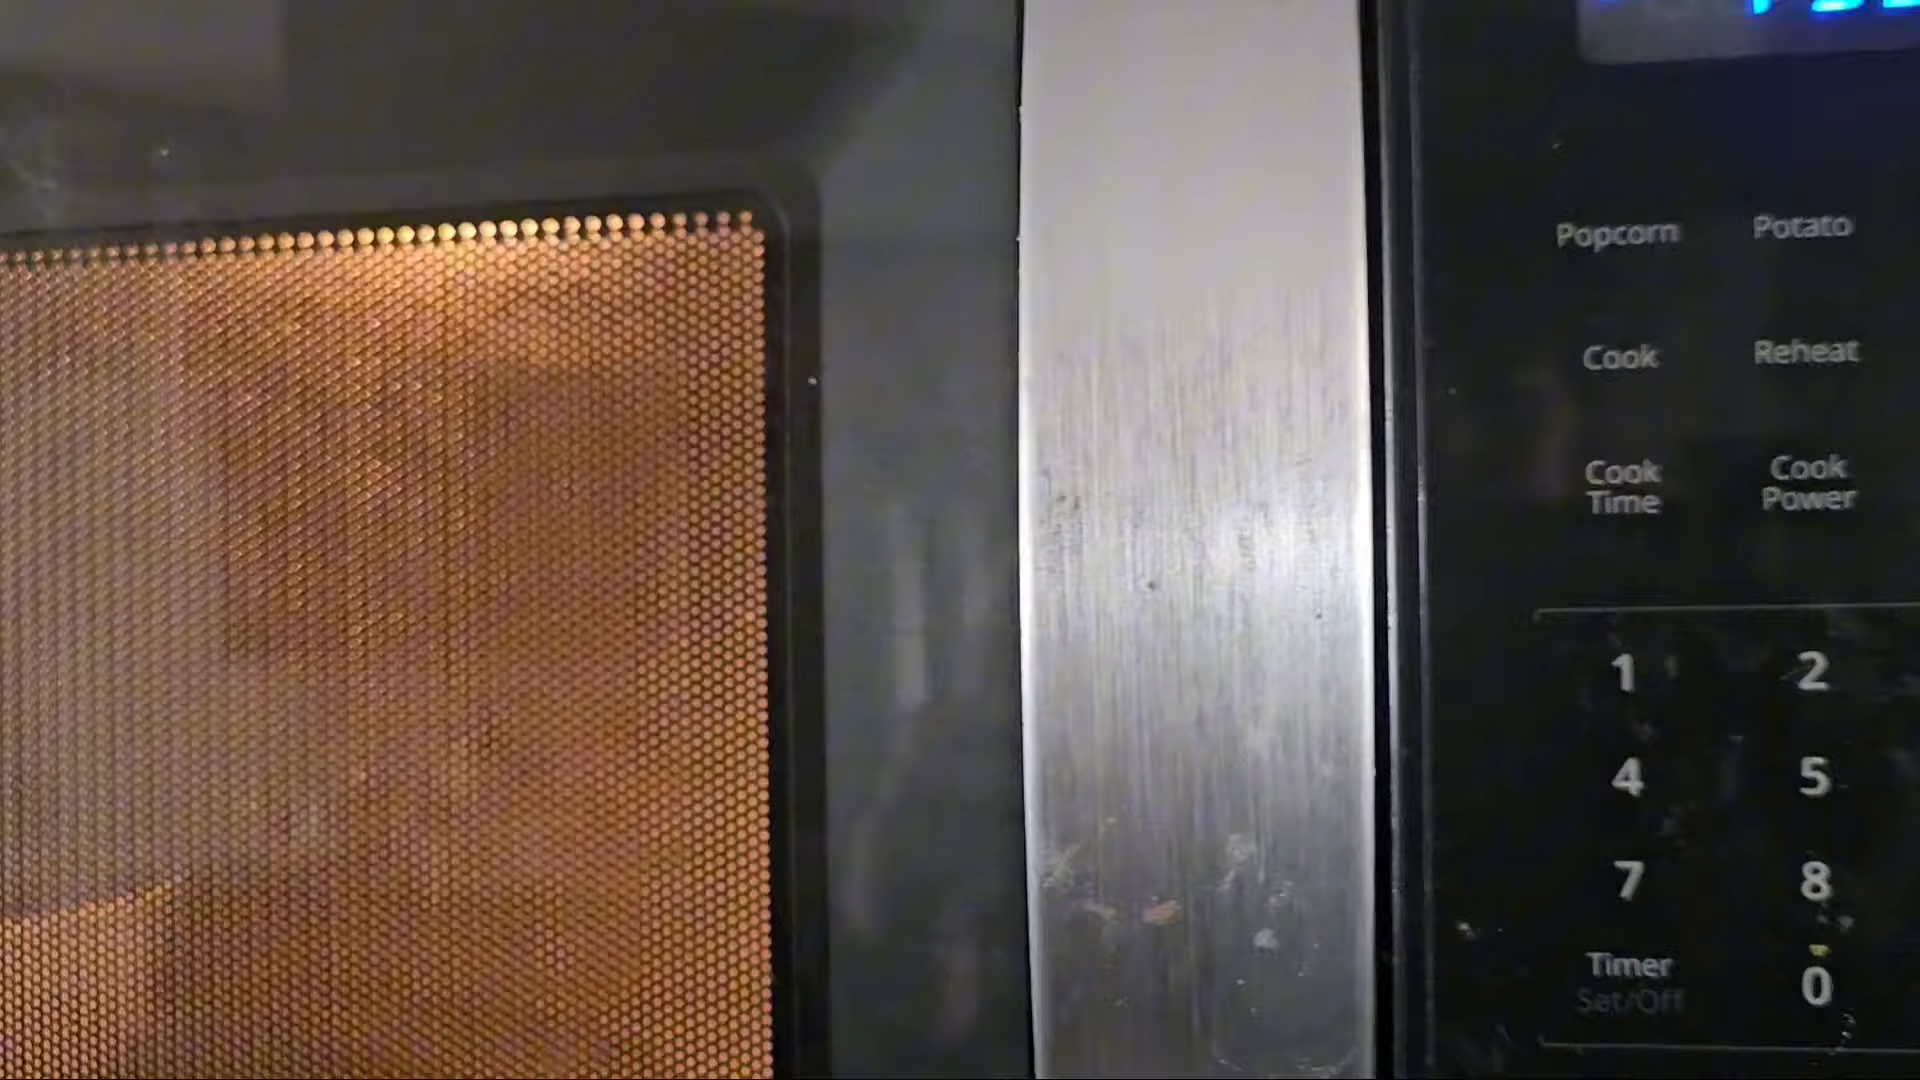 Popcorn Potato
Cook Reheat
Cook Cook
Time Power
1 2
4 5
7 8
Timer 0
Set/Off